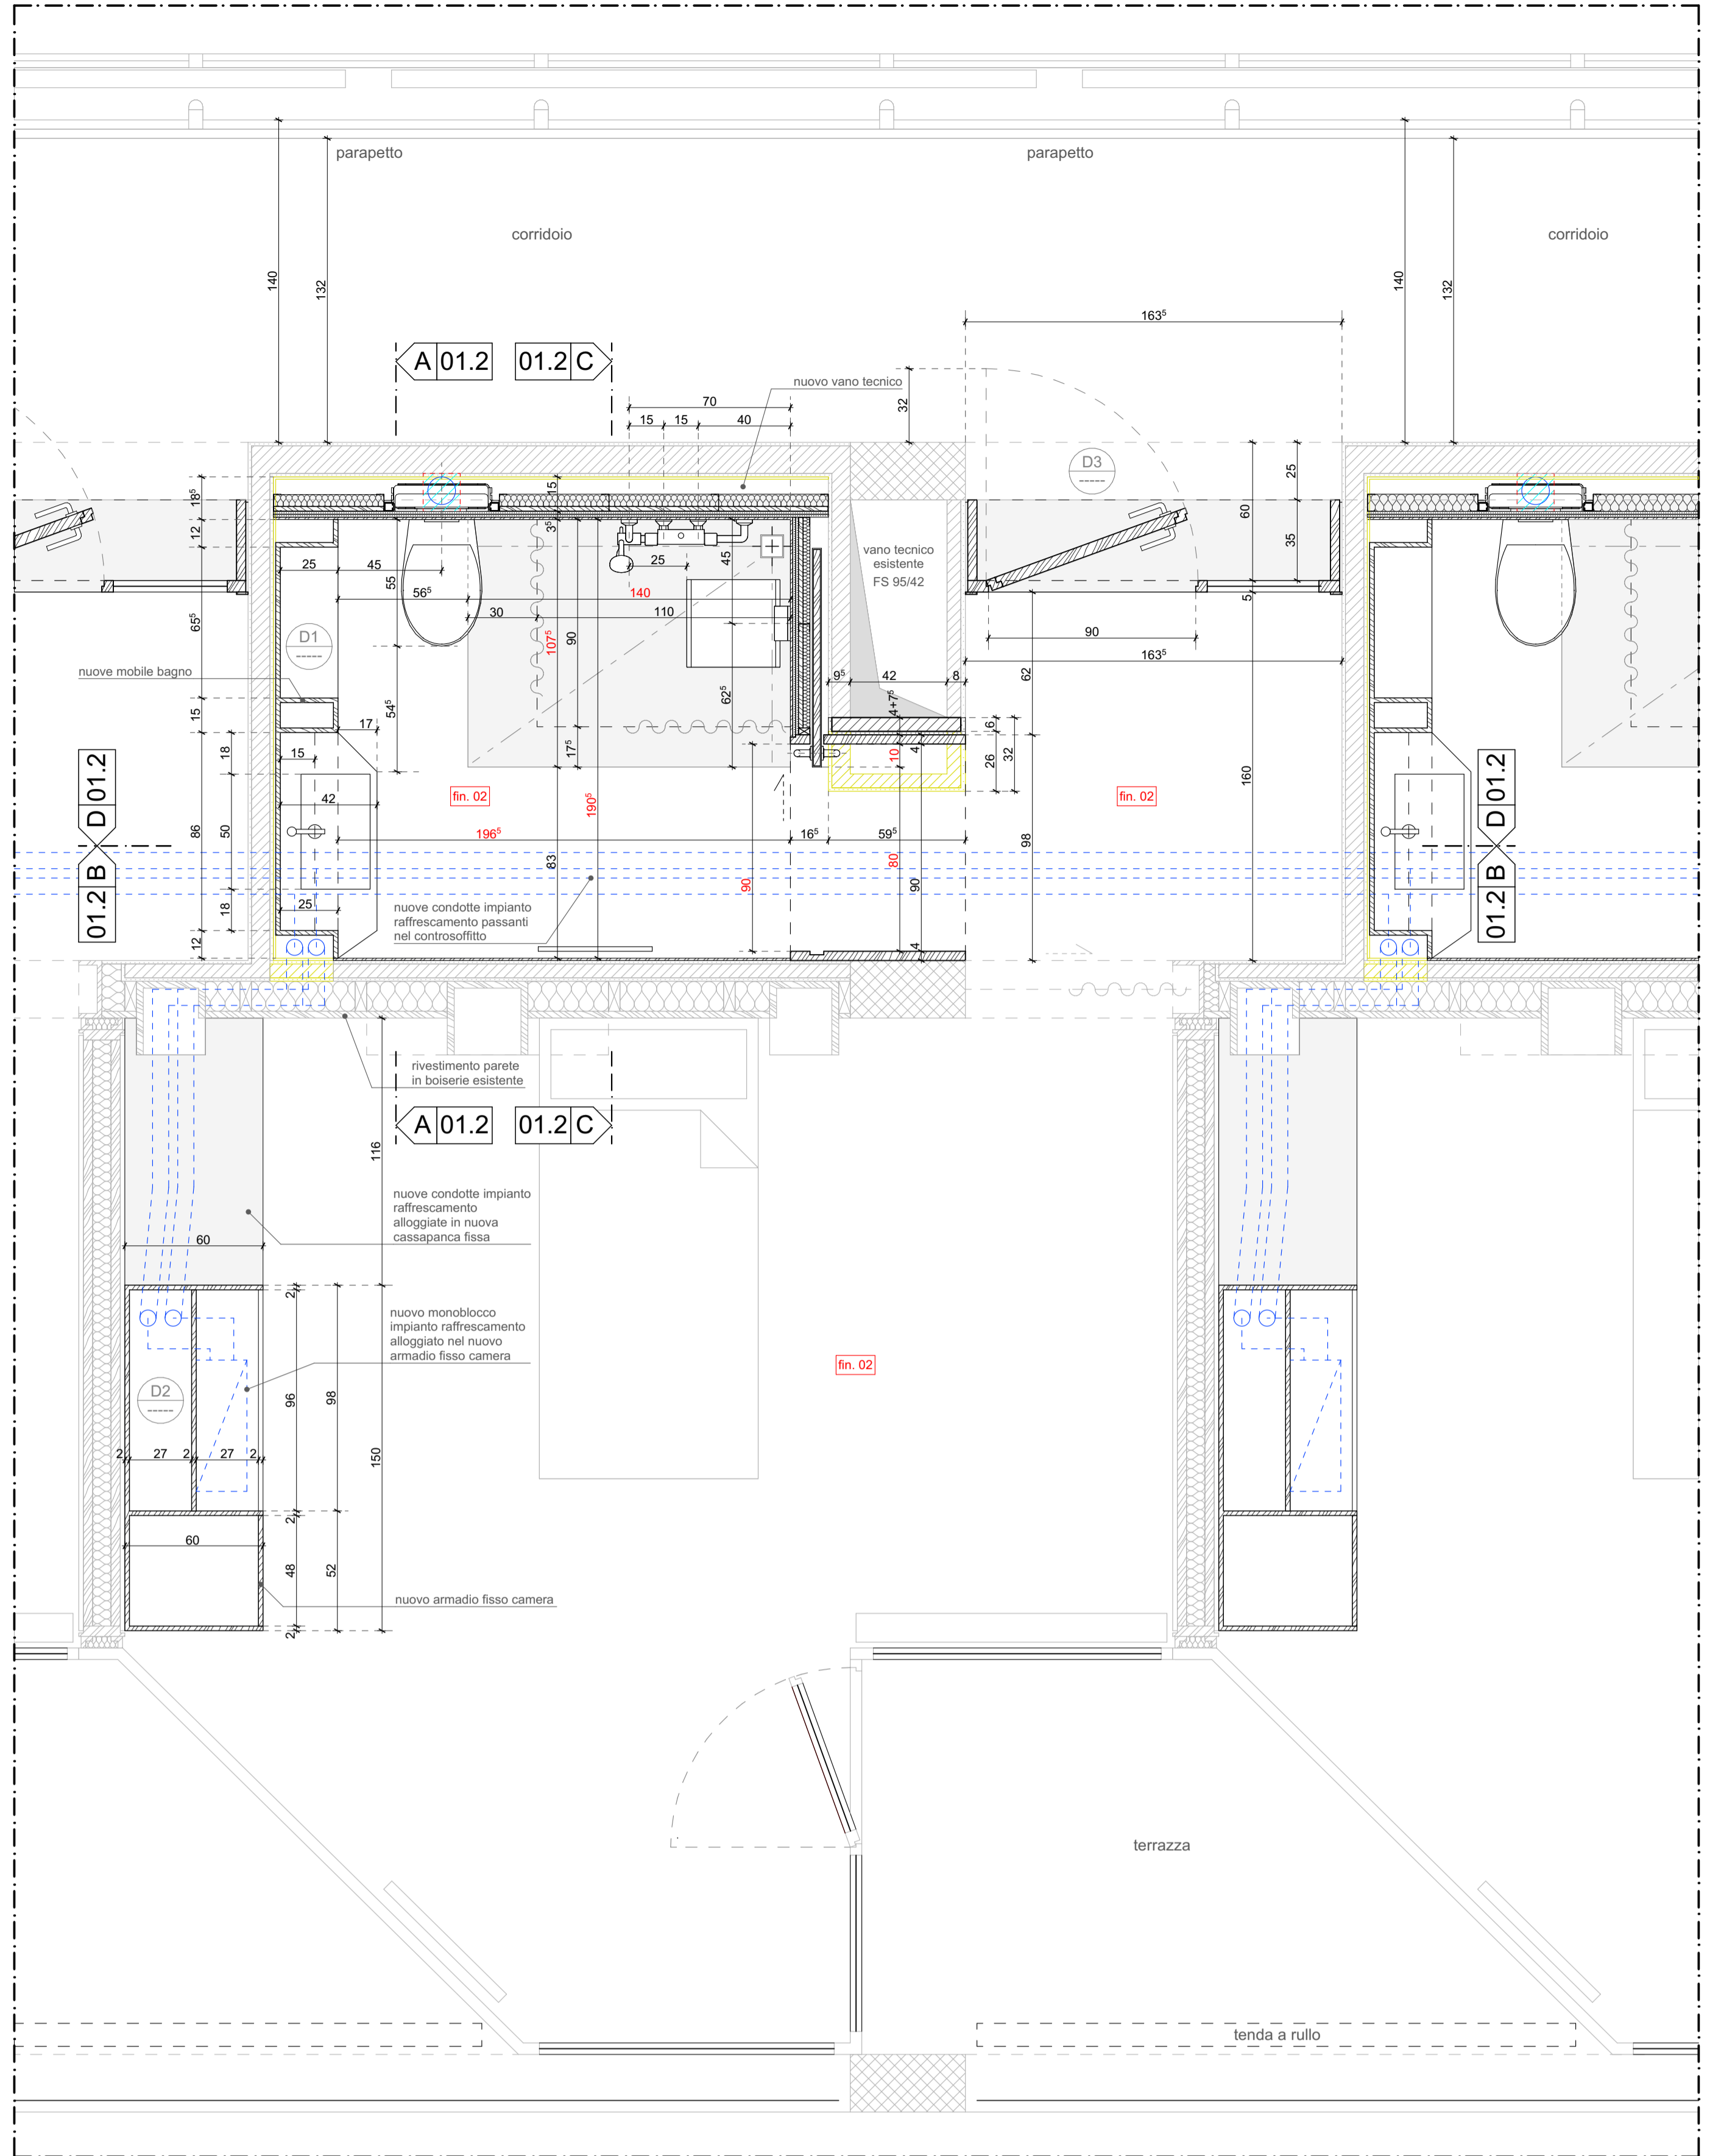 parapetto
parapetto
corridoio
corridoio
140
132
140
132
163⁵
A 01.2
01.2 C
nuovo vano tecnico
32
70
15
15
40
D3
-----
25
60
35
18⁵
12
15
3⁵
25
45
55
56⁵
140
30
110
107⁵
90
25
45
vano tecnico
esistente
FS 95/42
5
90
163⁵
62
D1
-----
65⁵
nuove mobile bagno
15
54⁵
17
17⁵
62⁵
9⁵
42
8
4+7⁵
6
10
4
26
32
160
18
15
42
fin. 02
fin. 02
D 01.2
01.2 B
D 01.2
01.2 B
86
50
190⁵
196⁵
16⁵
59⁵
83
90
80
90
98
25
18
12
4
nuove condotte impianto
raffrescamento passanti
nel controsoffitto
rivestimento parete
in boiserie esistente
A 01.2
01.2 C
116
nuove condotte impianto
raffrescamento
alloggiate in nuova
cassapanca fissa
60
2
nuovo monoblocco
impianto raffrescamento
alloggiato nel nuovo
armadio fisso camera
fin. 02
D2
-----
96
98
150
2
27
2
27
2
2
60
48
52
nuovo armadio fisso camera
2
terrazza
tenda a rullo